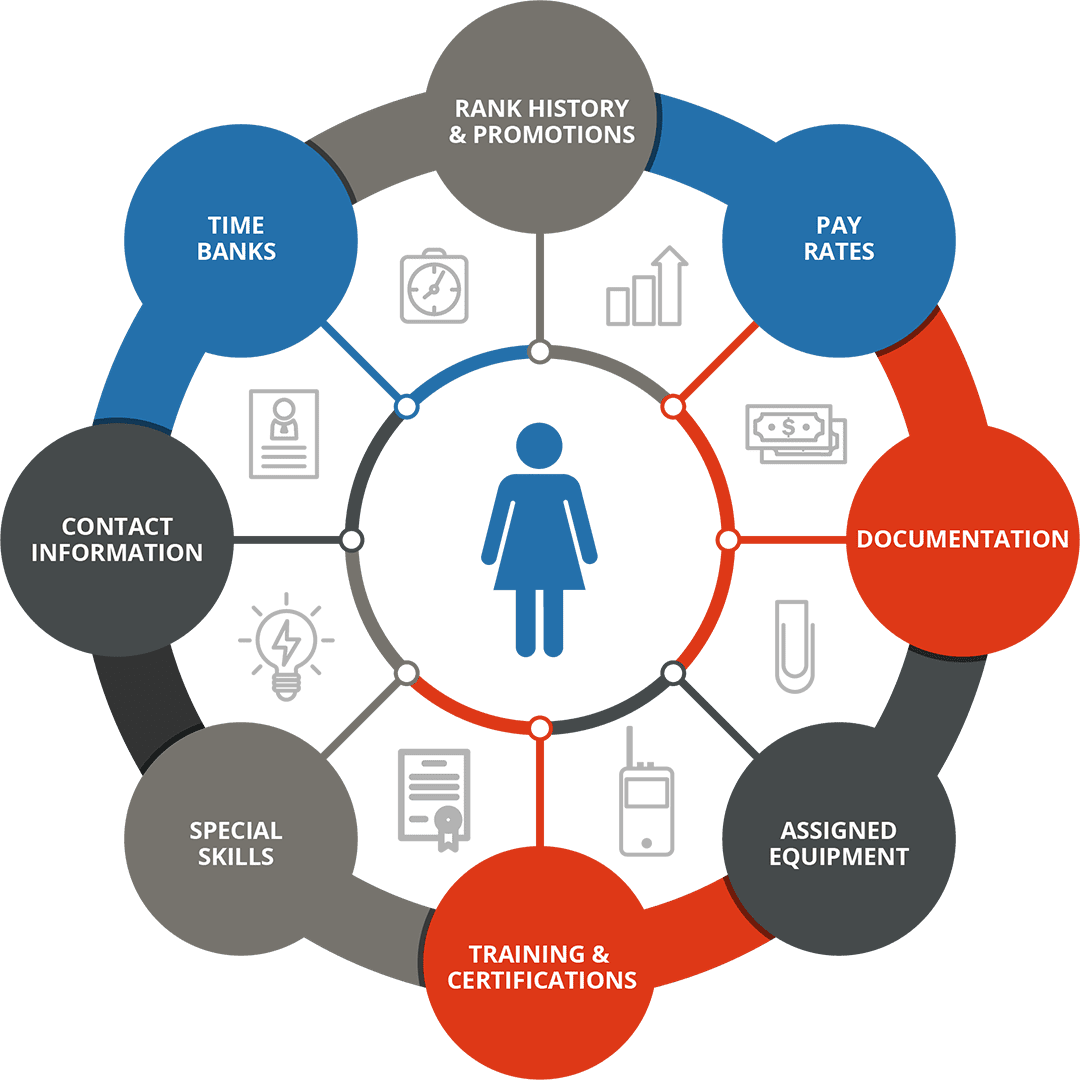 RANK HISTORY
& PROMOTIONS
TIME
BANKS
PAY
RATES
$
CONTACT
INFORMATION
DOCUMENTATION
SPECIAL
SKILLS
ASSIGNED
EQUIPMENT
TRAINING &
CERTIFICATIONS